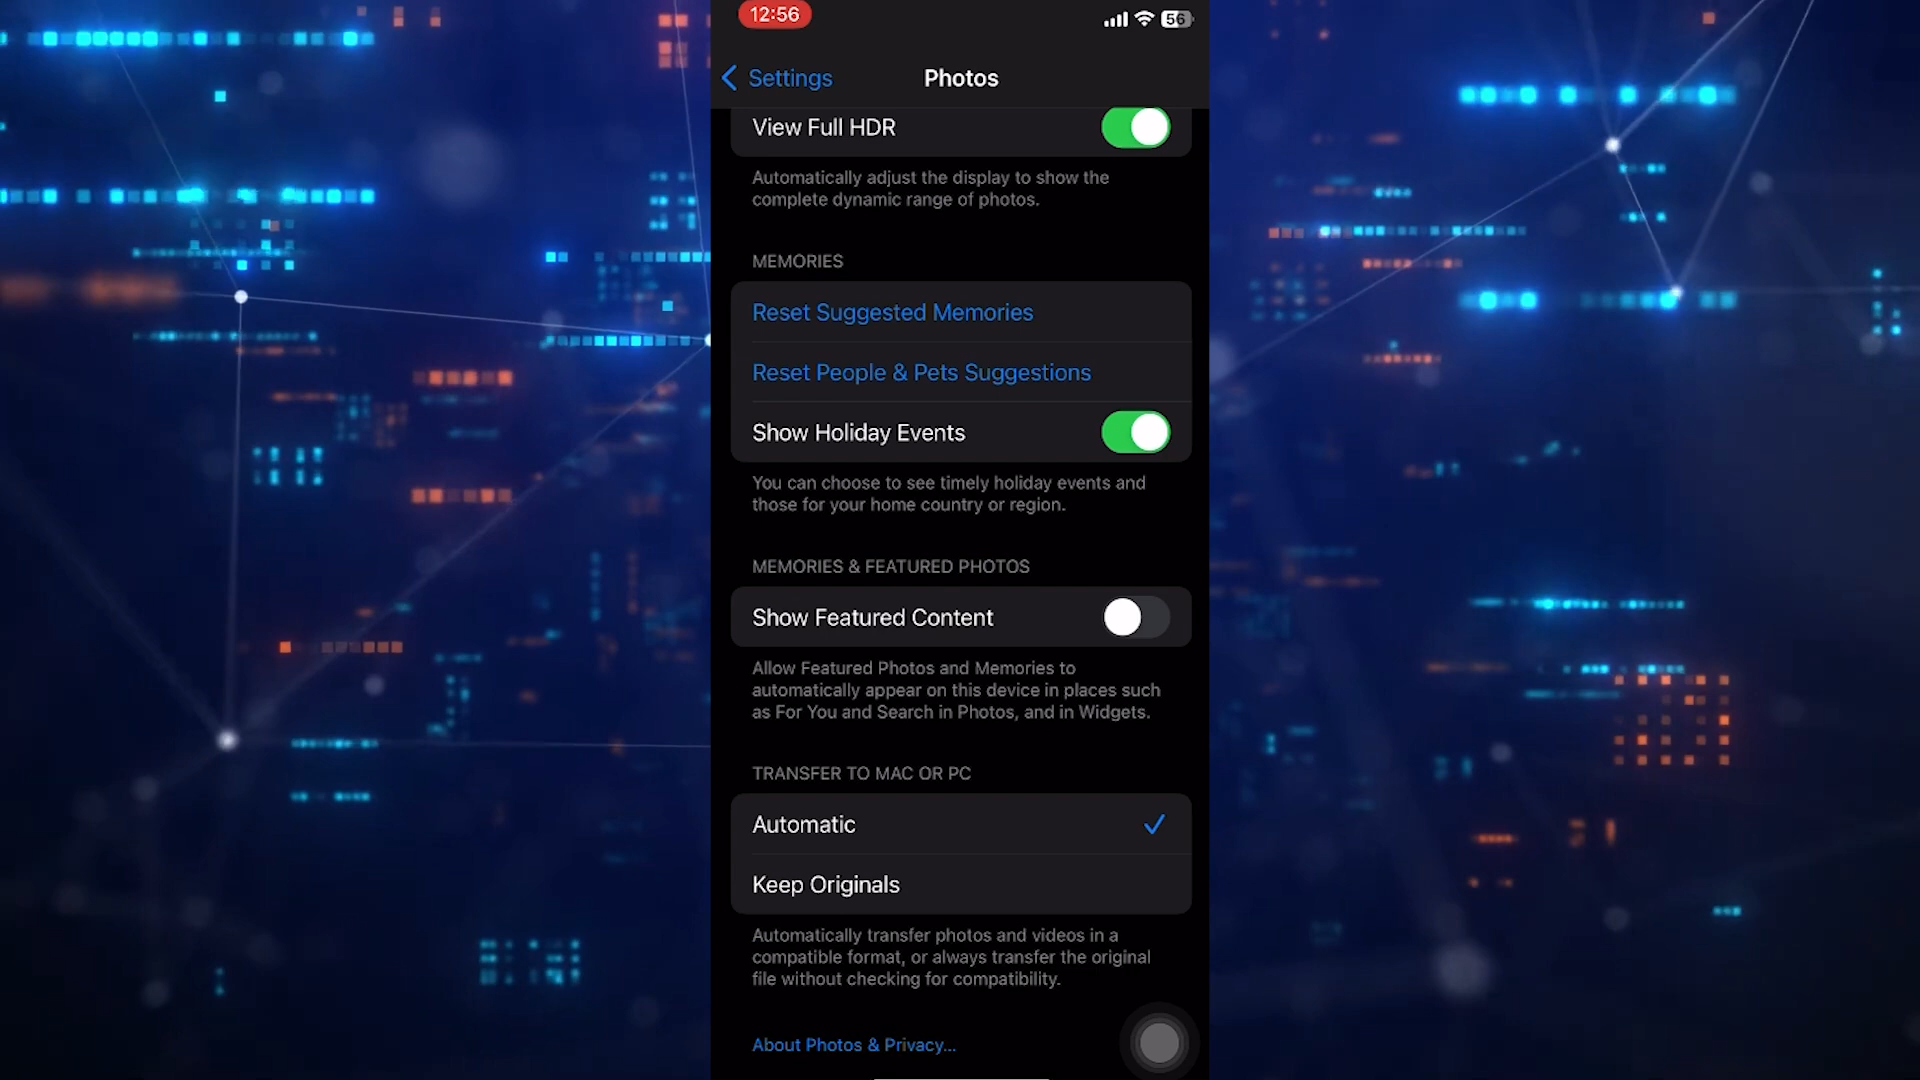 12:56
56
Settings
Photos
View Full HDR
Automatically adjust the display to show the
complete dynamic range of photos.
MEMORIES
Reset Suggested Memories
Reset People & Pets Suggestions
Show Holiday Events
You can choose to see timely holiday events and
those for your home country or region.
MEMORIES & FEATURED PHOTOS
Show Featured Content
Allow Featured Photos and Memories to
automatically appear on this device in places such
as For You and Search in Photos, and in Widgets.
TRANSFER TO MAC OR PC
Automatic
Keep Originals
Automatically transfer photos and videos in a
compatible format, or always transfer the original
file without checking for compatibility.
About Photos & Privacy...